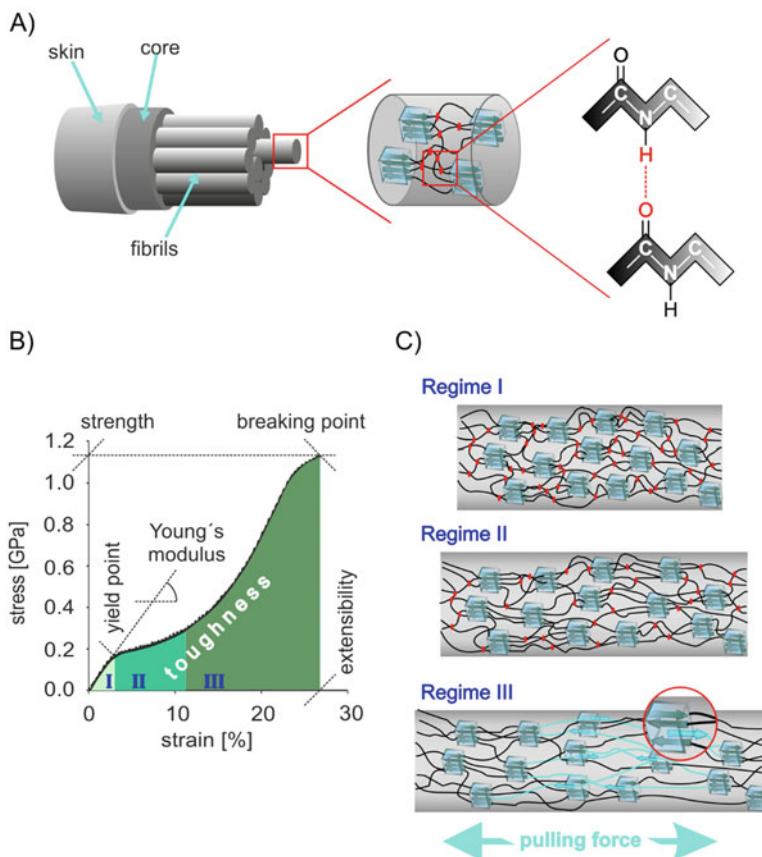 A)
skin
core
fibrils
O
C
C
N
H
O
C
C
N
H
B)
strength
breaking point
1.2
1.0
0.8
0.6
0.4
0.2
0.0
stress [GPa]
yield point
Young´s
modulus
toughness
extensibility
I
II
III
0
10
20
30
strain [%]
C)
Regime I
Regime II
Regime III
pulling force